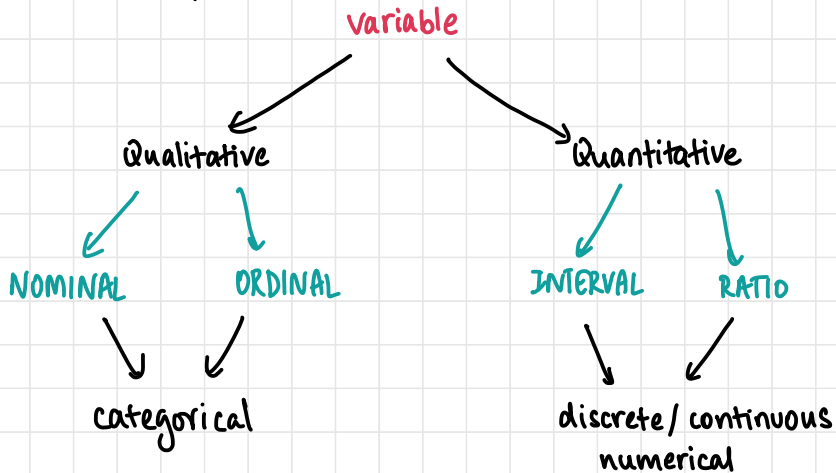 variable
Qualitative Quantitative
NOMINAL ORDINAL INTERVAL RATIO
categorical discrete/continuous
numerical